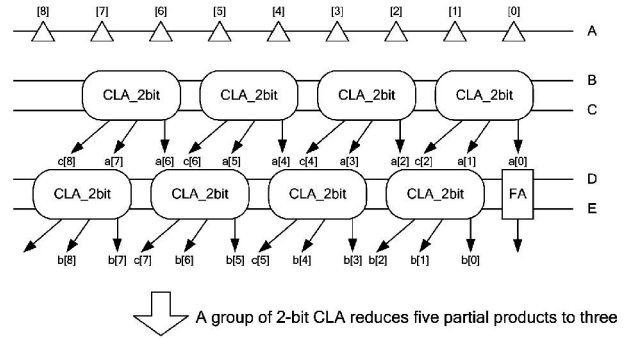 [8] [7] [6] [5] [4] [3] [2] [1] [0]
A
CLA_2bit CLA_2bit CLA_2bit CLA_2bit B
C
c[8] a[7] a[6] c[6] a[5] a[4] c[4] a[3] a[2] c[2] a[1] a[0]
D
CLA_2bit CLA_2bit CLA_2bit CLA_2bit FA
E
b[8] b[7] c[7] b[6] b[5] c[5] b[4] b[3] b[2] b[1] b[0]
A group of 2-bit CLA reduces five partial products to three